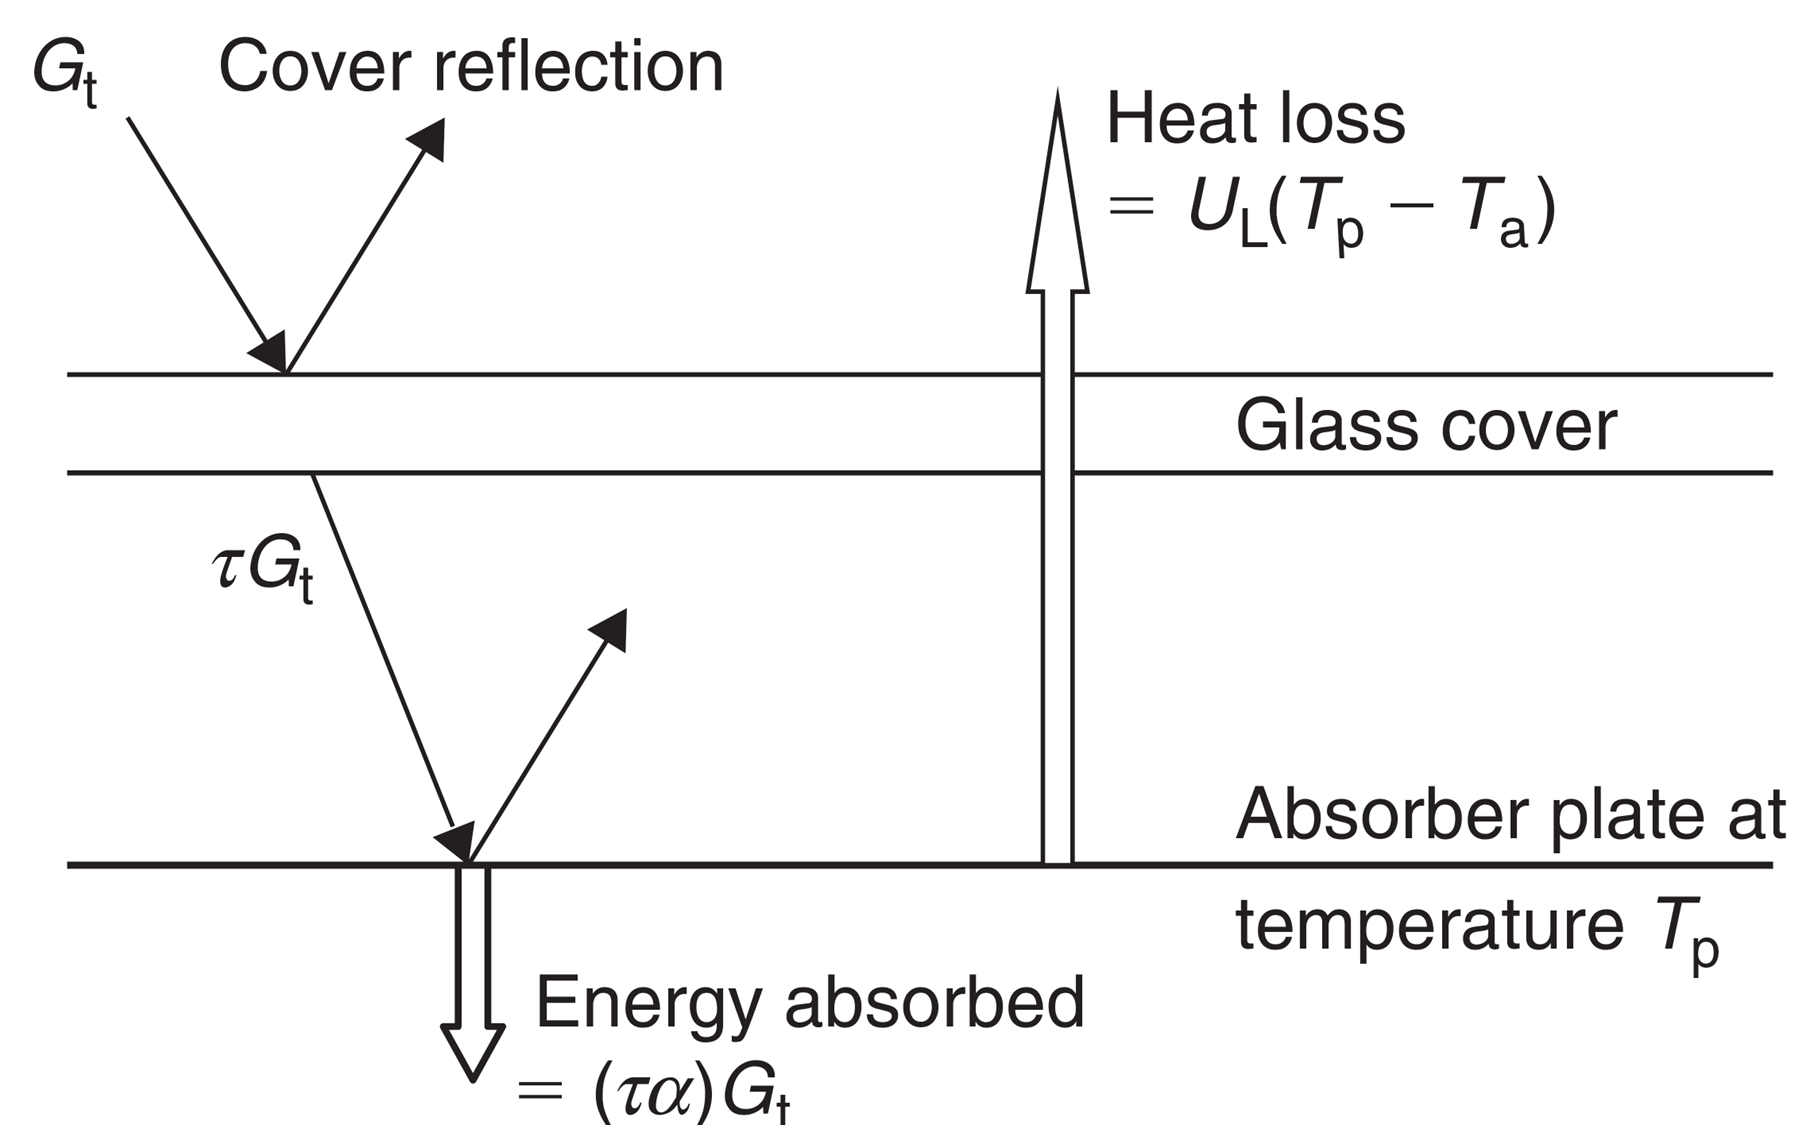 Gt Cover reflection
Heat loss
= UL(Tp − Ta)
Glass cover
τGt
Absorber plate at
temperature Tp
Energy absorbed
= (τα)Gt